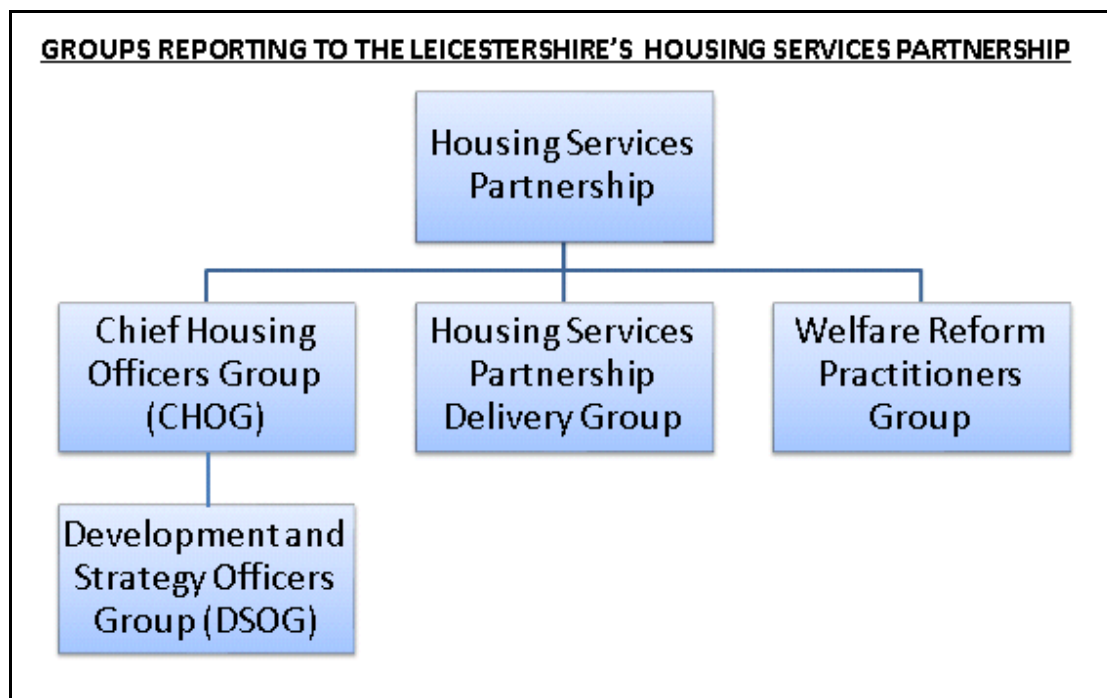 GROUPS REPORTING TO THE LEICESTERSHIRE'S HOUSING SERVICES PARTNERSHIP
Housing Services
Partnership
Chief Housing
Officers Group
(CHOG)
Housing Services
Partnership
Delivery Group
Welfare Reform
Practitioners
Group
Development and
Strategy Officers
Group (DSOG)